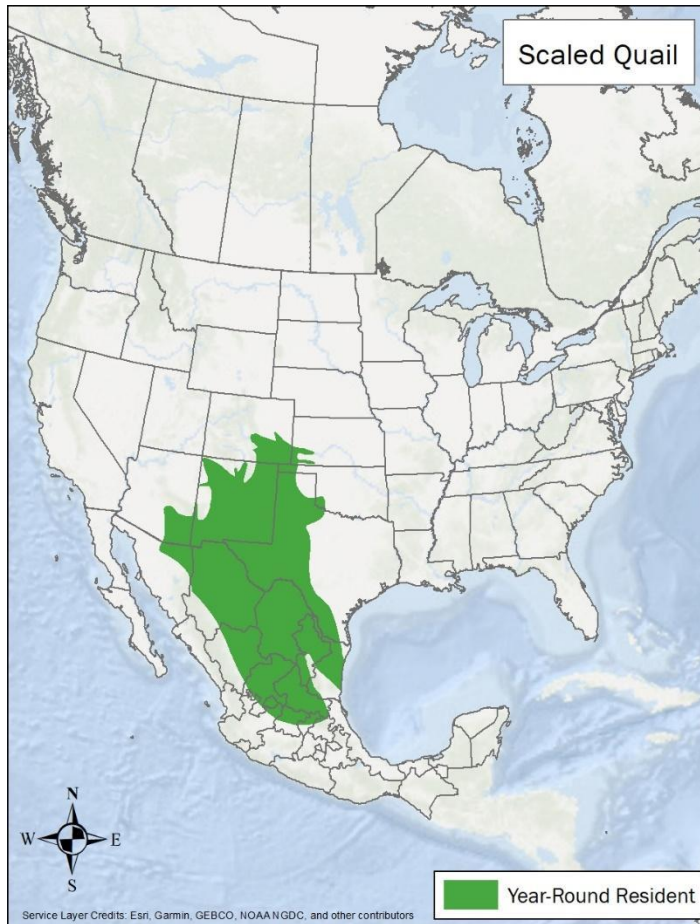 Scaled Quail
N
W E
S
Year-Round Resident
Service Layer Credits: Esri, Garmin, GEBCO, NOAA NGDC, and other contributors